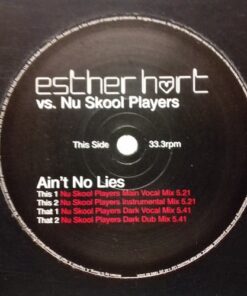 esther hart
vs. Nu Skool Players
This Side 33.3rpm
Ain't No Lies
This 1 Nu Skool Players Main Vocal Mix 5.21
This 2 Nu Skool Players Instrumental Mix 5.21
That 1 Nu Skool Players Dark Vocal Mix 5.41
That 2 Nu Skool Players Dark Dub Mix 5.41